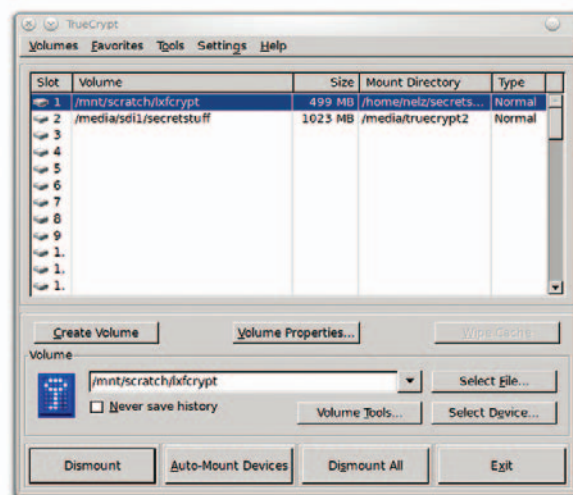 TrueCrypt
Volumes Favorites Tools Settings Help
Slot Volume Size Mount Directory Type
1 /mnt/scratch/lxfcrypt 499 MB /home/nelz/secrets... Normal
2 /media/sdi1/secretstuff 1023 MB /media/truecrypt2 Normal
3
4
5
6
7
8
9
1.
1.
1.
Create Volume Volume Properties... Wipe Cache
Volume
/mnt/scratch/lxfcrypt Select File...
Never save history Volume Tools... Select Device...
Dismount Auto-Mount Devices Dismount All Exit